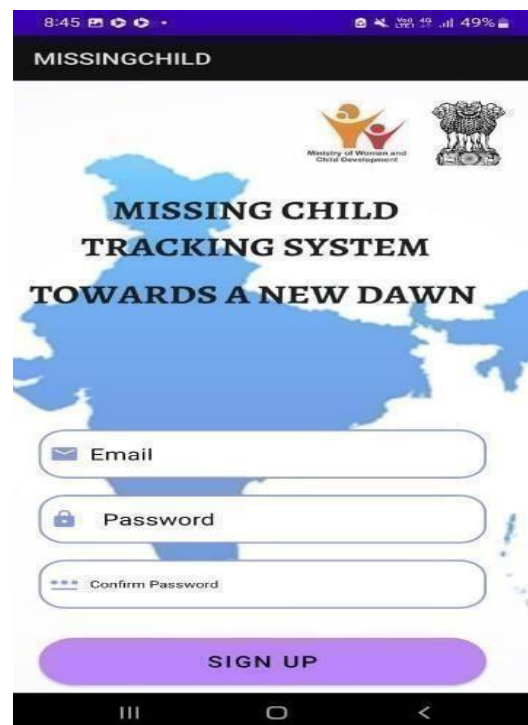 8:45
49%
MISSINGCHILD
Ministry of Women and
Child Development
MISSING CHILD
TRACKING SYSTEM
TOWARDS A NEW DAWN
Email
Password
Confirm Password
SIGN UP